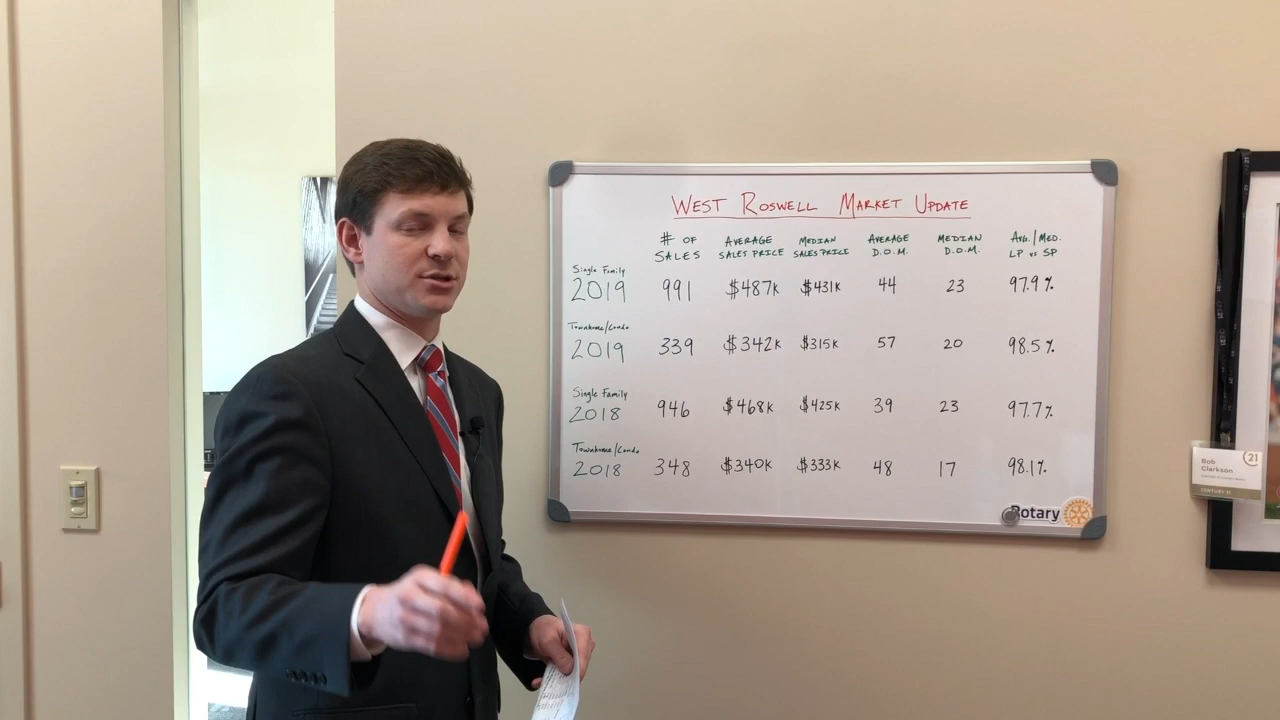 WEST ROSWELL MARKET UPDATE
# OF SALES AVERAGE SALES PRICE MEDIAN SALES PRICE AVERAGE D.O.M. MEDIAN D.O.M. AVG./MED. LP vs SP
Single Family
2019 991 $487K $431K 44 23 97.9%
Townhome/Condo
2019 339 $342K $315K 57 20 98.5%
Single Family
2018 946 $468K $425K 39 23 97.7%
Townhome/Condo
2018 348 $340K $333K 48 17 98.1%
Rotary
21
Bob
Clarkson
CENTURY 21